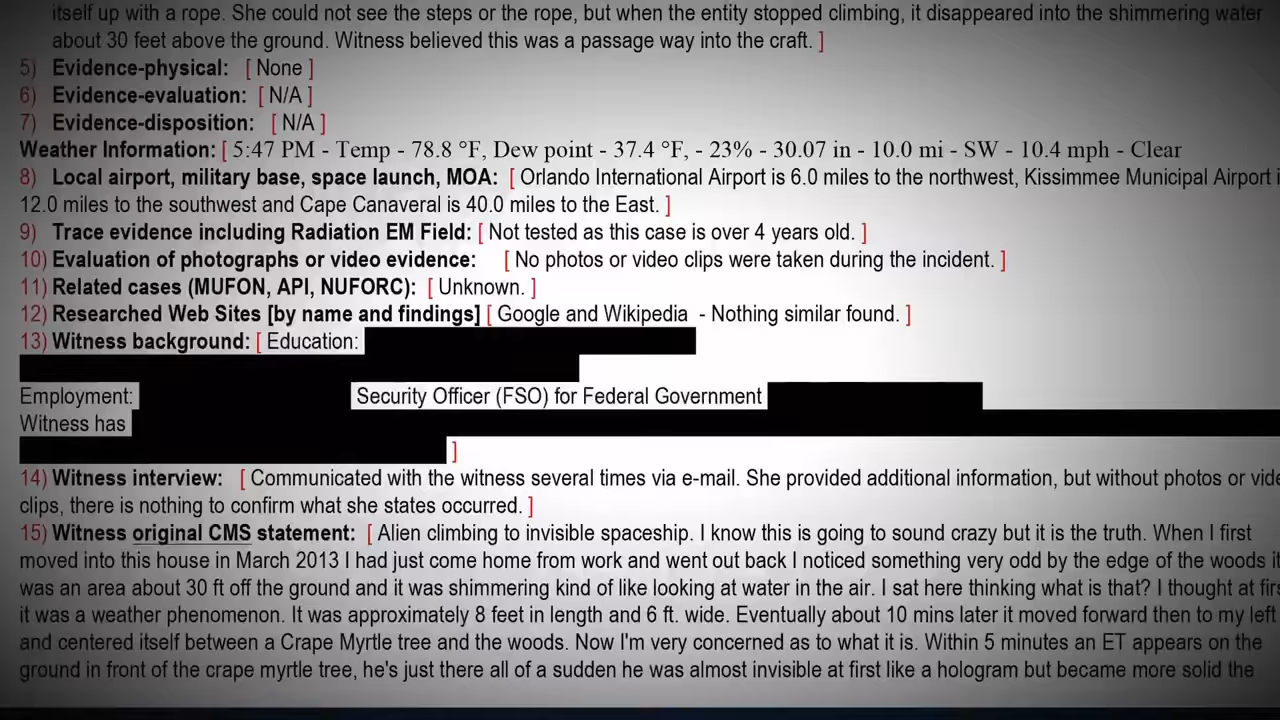 itself up with a rope. She could not see the steps or the rope, but when the entity stopped climbing, it disappeared into the shimmering water
about 30 feet above the ground. Witness believed this was a passage way into the craft. ]
5) Evidence-physical: [ None ]
6) Evidence-evaluation: [ N/A ]
7) Evidence-disposition: [ N/A ]
Weather Information: [ 5:47 PM - Temp - 78.8 °F, Dew point - 37.4 °F, - 23% - 30.07 in - 10.0 mi - SW - 10.4 mph - Clear
8) Local airport, military base, space launch, MOA: [ Orlando International Airport is 6.0 miles to the northwest, Kissimmee Municipal Airport
12.0 miles to the southwest and Cape Canaveral is 40.0 miles to the East. ]
9) Trace evidence including Radiation EM Field: [ Not tested as this case is over 4 years old. ]
10) Evaluation of photographs or video evidence: [ No photos or video clips were taken during the incident. ]
11) Related cases (MUFON, API, NUFORC): [ Unknown. ]
12) Researched Web Sites [by name and findings] [ Google and Wikipedia - Nothing similar found. ]
13) Witness background: [ Education:
Employment: Security Officer (FSO) for Federal Government
Witness has
]
14) Witness interview: [ Communicated with the witness several times via e-mail. She provided additional information, but without photos or
clips, there is nothing to confirm what she states occurred. ]
15) Witness original CMS statement: [ Alien climbing to invisible spaceship. I know this is going to sound crazy but it is the truth. When I first
moved into this house in March 2013 I had just come home from work and went out back I noticed something very odd by the edge of the woods
was an area about 30 ft off the ground and it was shimmering kind of like looking at water in the air. I sat here thinking what is that? I thought at
it was a weather phenomenon. It was approximately 8 feet in length and 6 ft. wide. Eventually about 10 mins later it moved forward then to my left
and centered itself between a Crape Myrtle tree and the woods. Now I'm very concerned as to what it is. Within 5 minutes an ET appears on the
ground in front of the crape myrtle tree, he's just there all of a sudden he was almost invisible at first like a hologram but became more solid the